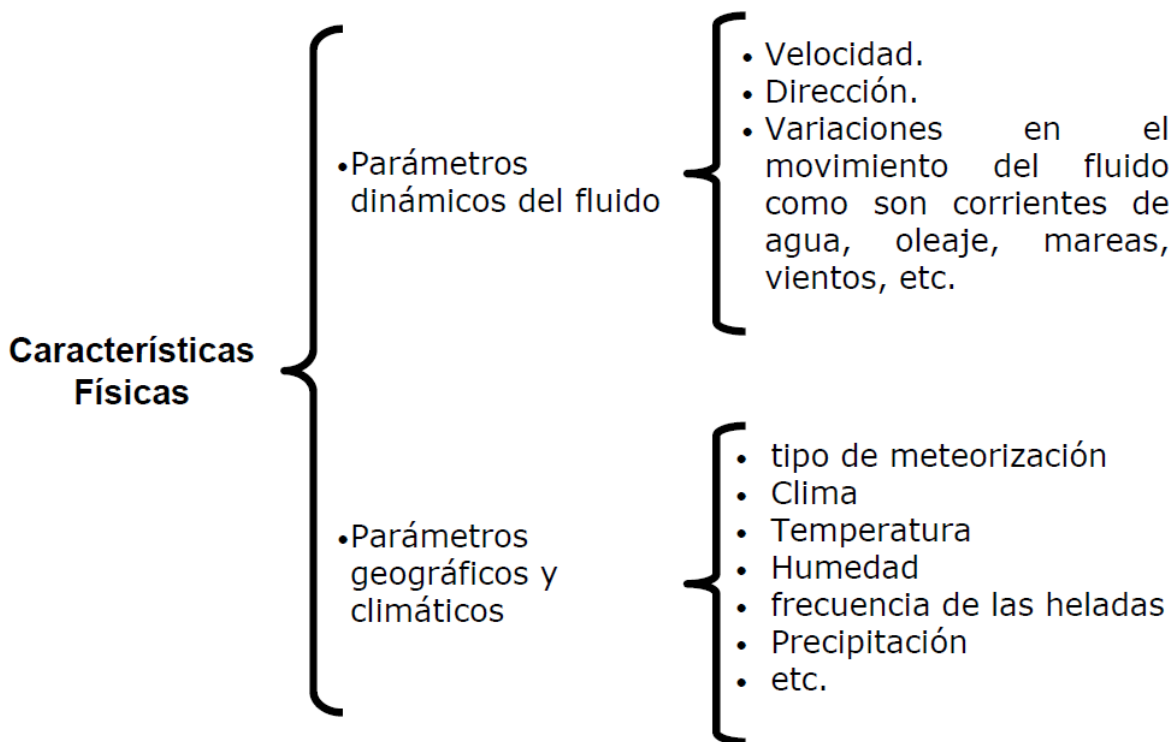 Característícas
Físicas
•Parámetros
dinámicos del fluido
• Velocidad.
• Dirección.
• Variaciones en el
movimiento del fluido
como son corrientes de
agua, oleaje, mareas,
vientos, etc.
•Parámetros
geográficos y
climáticos
• tipo de meteorización
• Clima
• Temperatura
• Humedad
• frecuencia de las heladas
• Precipitación
• etc.